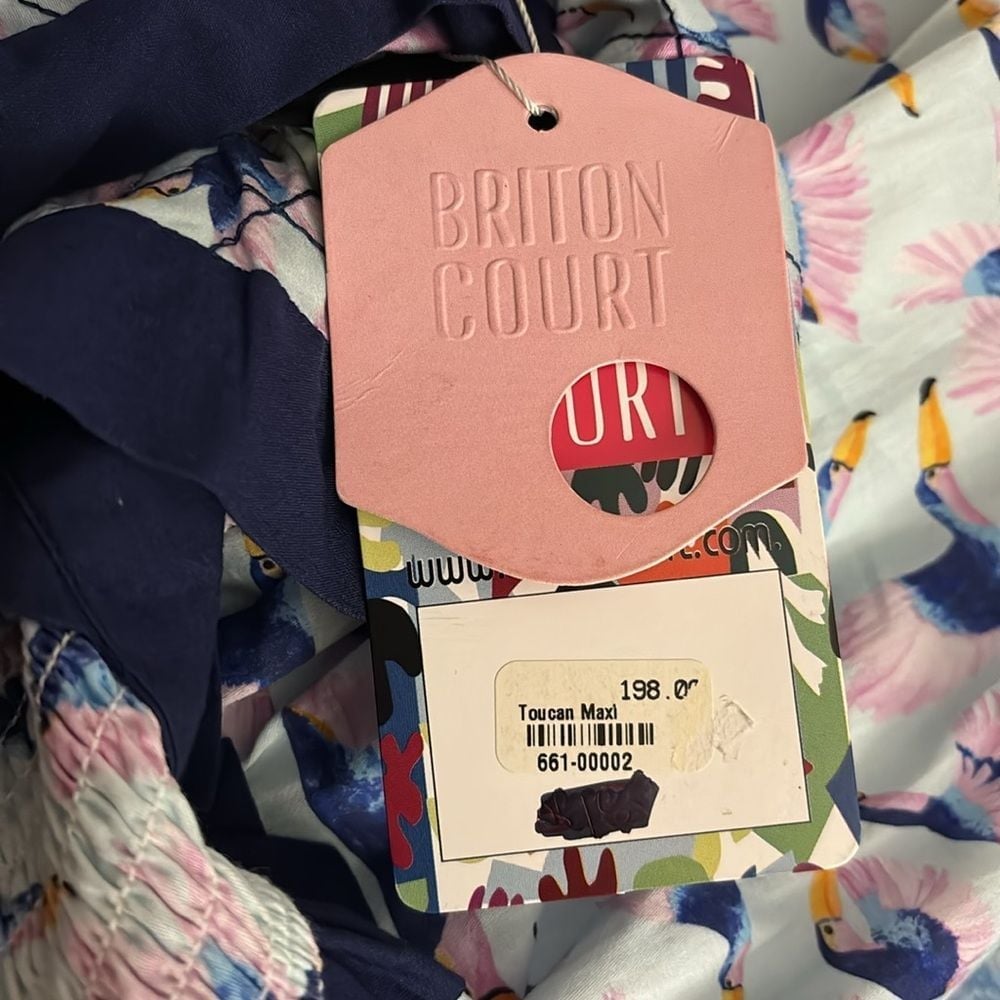 BRITON
COURT
URT
www.
.com
198.0
Toucan Maxi
661-00002